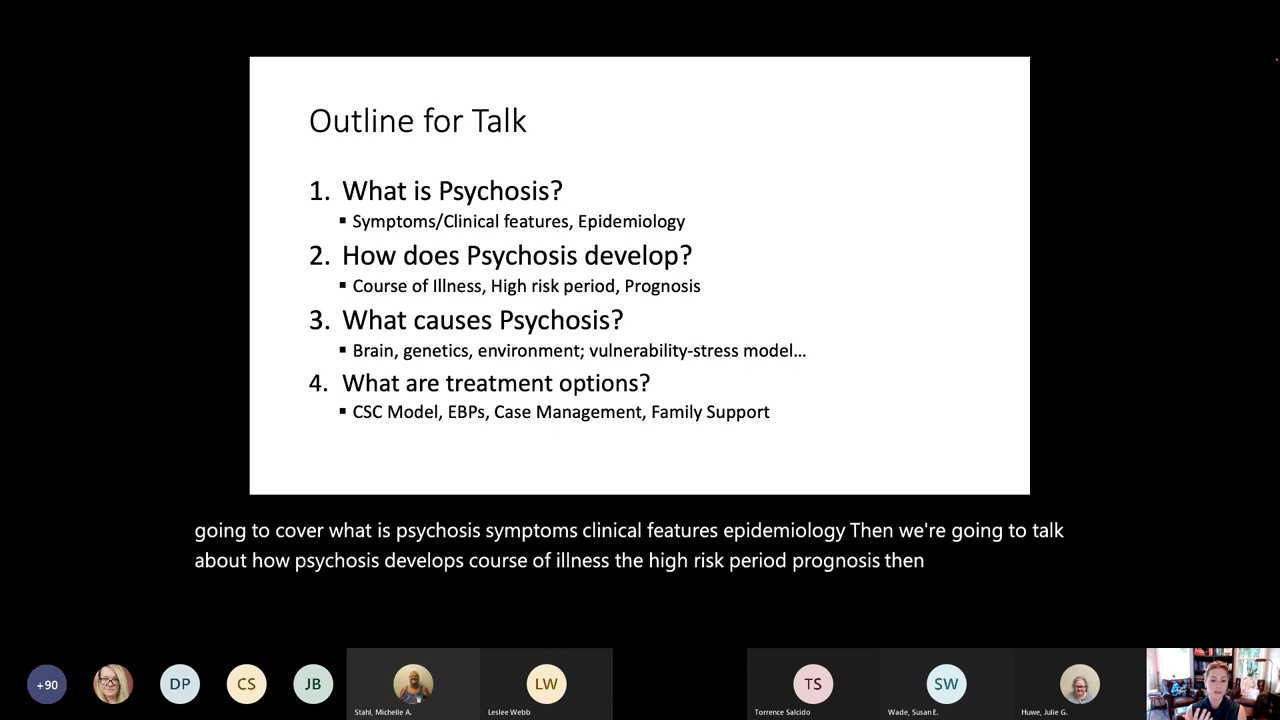 Outline for Talk
1. What is Psychosis?
▪ Symptoms/Clinical features, Epidemiology
2. How does Psychosis develop?
▪ Course of Illness, High risk period, Prognosis
3. What causes Psychosis?
▪ Brain, genetics, environment; vulnerability-stress model...
4. What are treatment options?
▪ CSC Model, EBPs, Case Management, Family Support
going to cover what is psychosis symptoms clinical features epidemiology Then we're going to talk
about how psychosis develops course of illness the high risk period prognosis then
+90
DP
CS
JB
Stahl, Michelle A.
LW
Leslee Webb
TS
Torrence Salcido
SW
Wade, Susan E.
Huwe, Julie G.